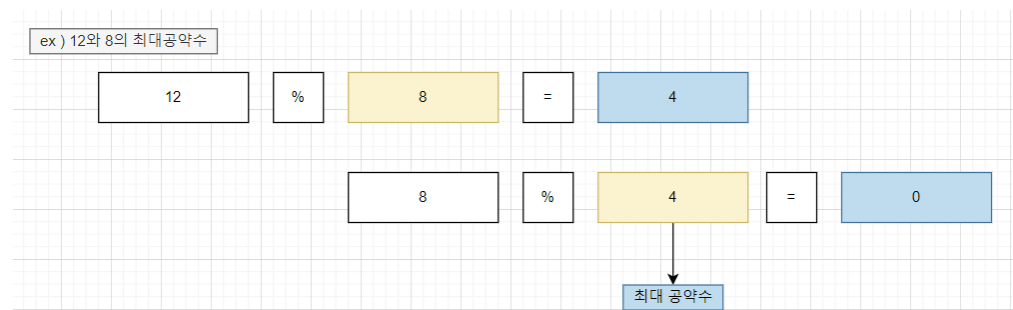 ex ) 12와 8의 최대공약수
12 % 8 = 4
8 % 4 = 0
최대 공약수